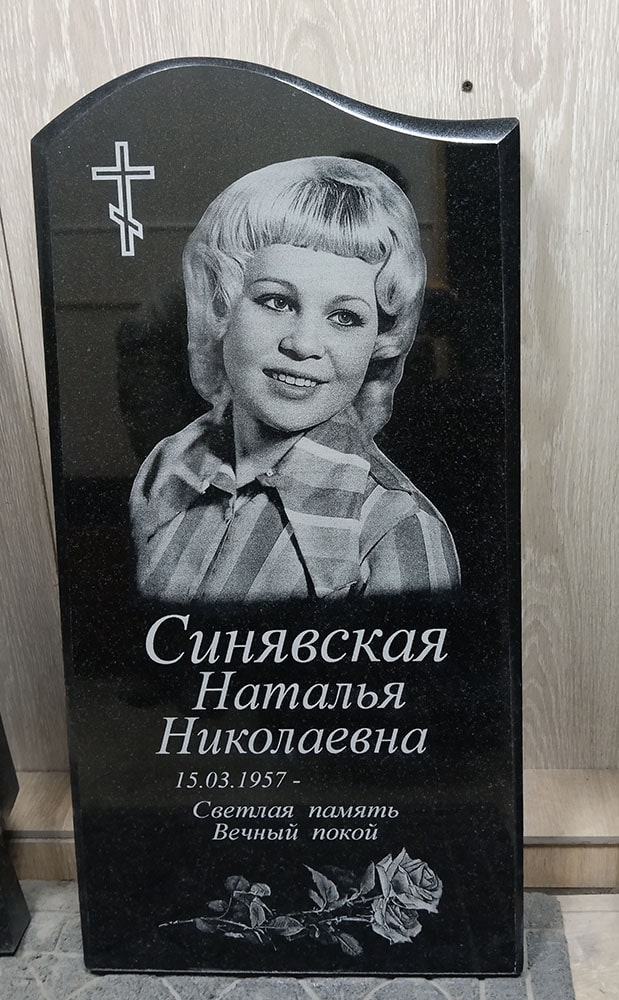 Синявская
Наталья
Николаевна
15.03.1957 -
Светлая память
Вечный покой